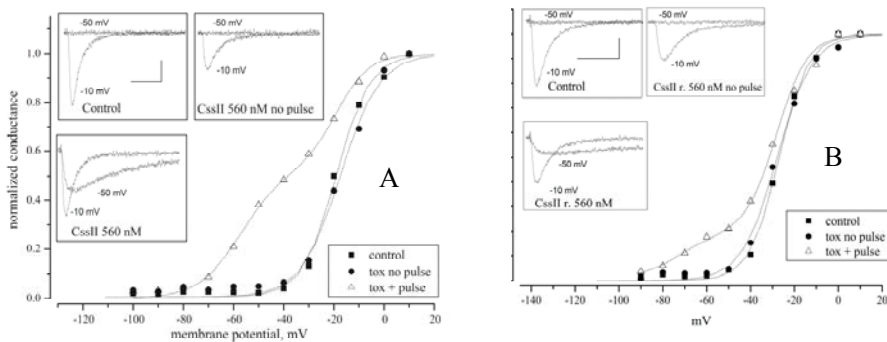 -50 mV
-10 mV
Control
-50 mV
-10 mV
CssII 560 nM no pulse
-50 mV
-10 mV
CssII 560 nM
A
normalized conductance
1.0
0.8
0.6
0.4
0.2
0.0
control
tox no pulse
tox + pulse
-120 -100 -80 -60 -40 -20 0 20
membrane potential, mV
-50 mV
-10 mV
Control
-50 mV
-10 mV
CssII r. 560 nM no pulse
-50 mV
-10 mV
CssII r. 560 nM
B
control
tox no pulse
tox + pulse
-140 -120 -100 -80 -60 -40 -20 0 20
mV